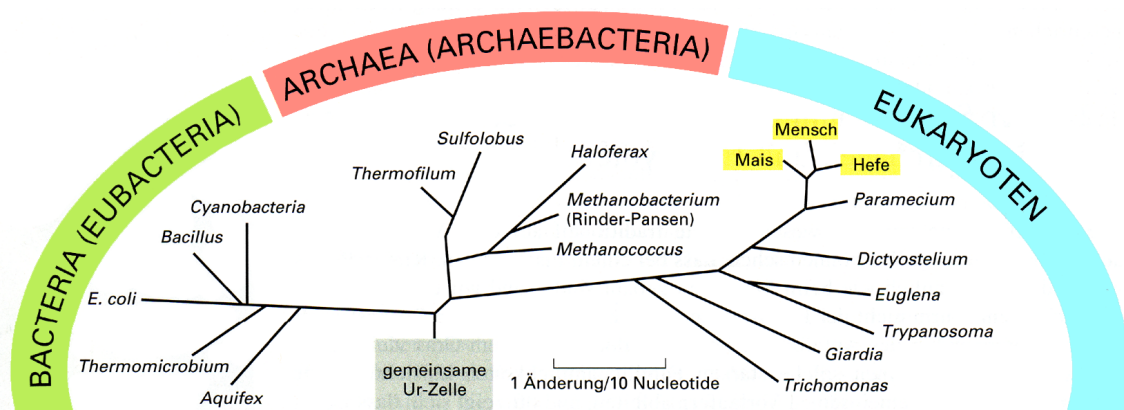 BACTERIA (EUBACTERIA)
ARCHAEA (ARCHAEBACTERIA)
EUKARYOTEN
Sulfolobus
Thermofilum
Haloferax
Methanobacterium
(Rinder-Pansen)
Methanococcus
Cyanobacteria
Bacillus
E. coli
Thermomicrobium
Aquifex
gemeinsame
Ur-Zelle
1 Änderung/10 Nucleotide
Mensch
Mais
Hefe
Paramecium
Dictyostelium
Euglena
Trypanosoma
Giardia
Trichomonas